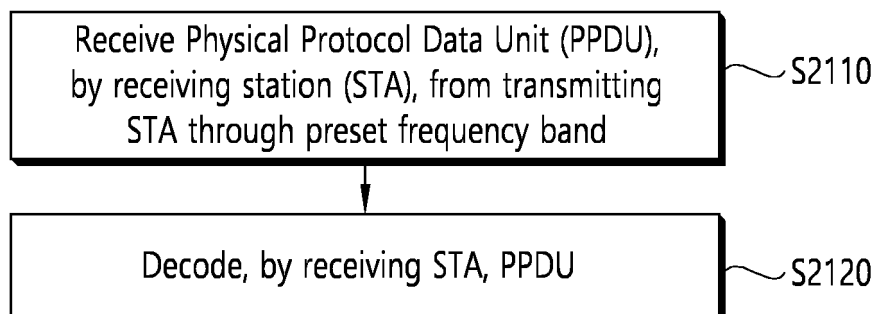 Receive Physical Protocol Data Unit (PPDU),
by receiving station (STA), from transmitting
STA through preset frequency band
S2110
Decode, by receiving STA, PPDU
S2120